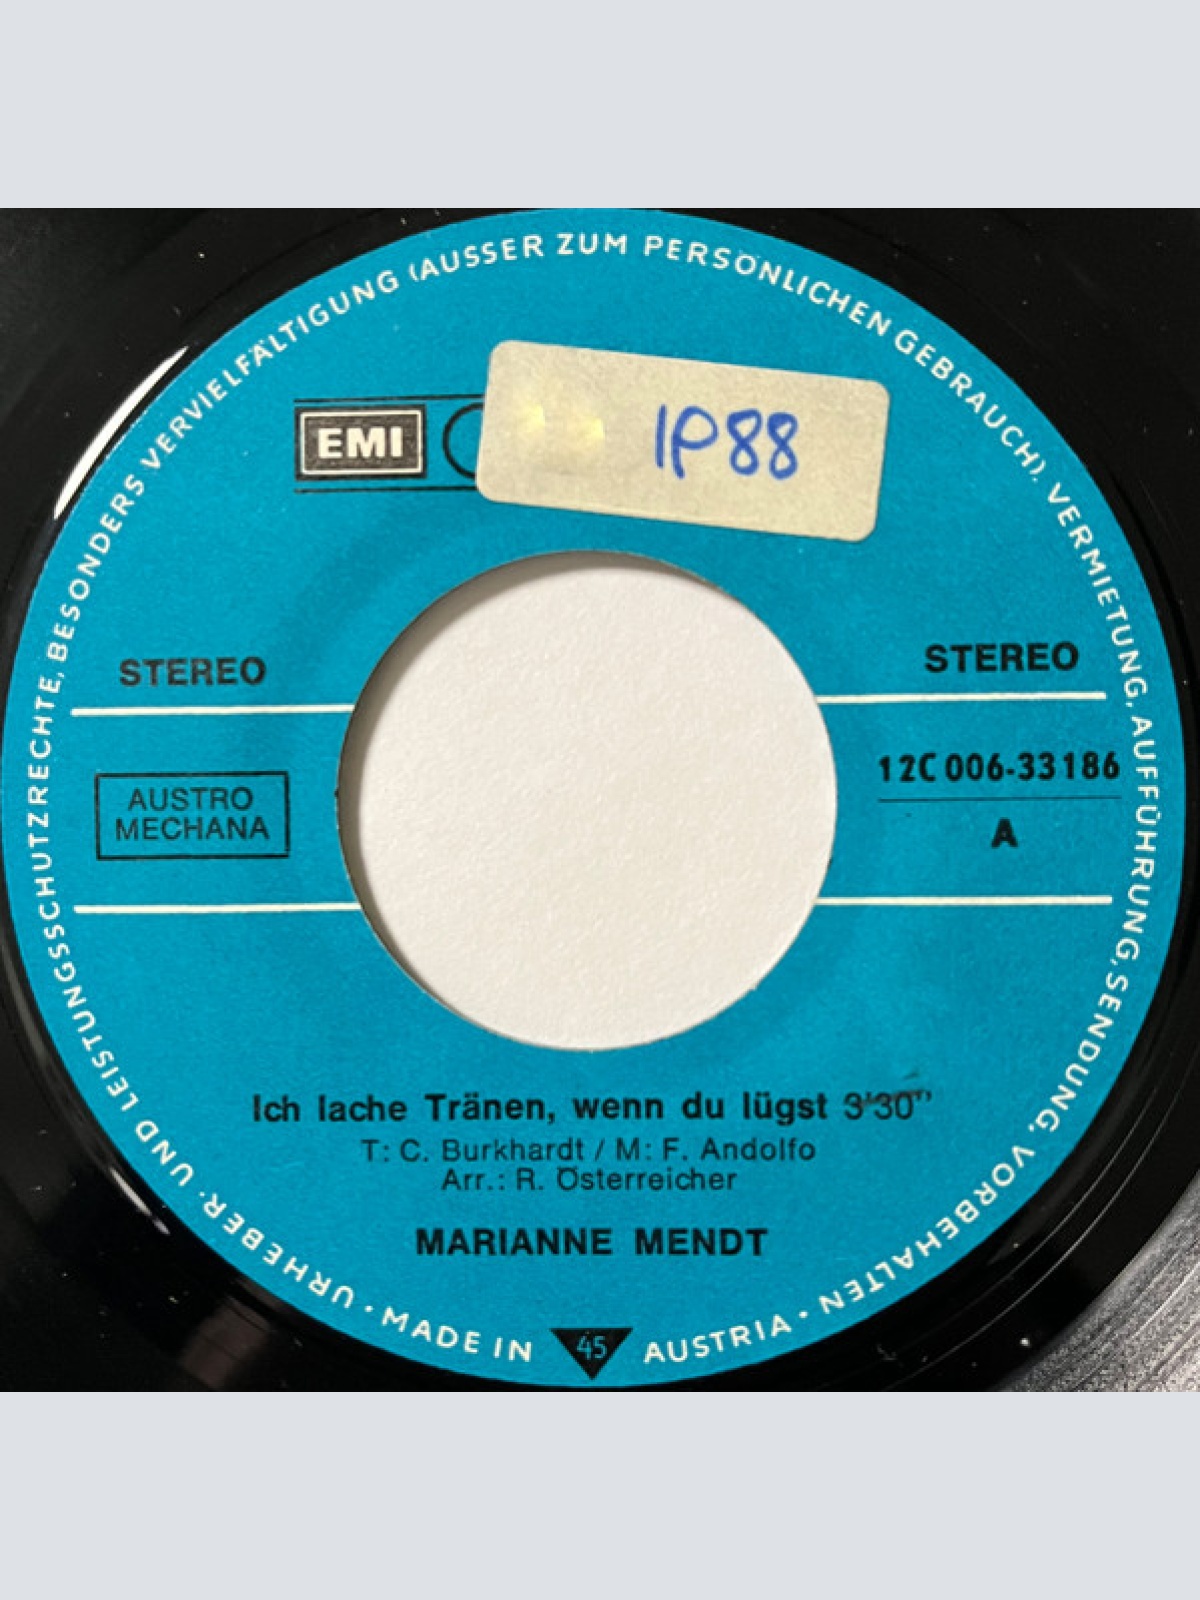 URHEBER- UND LEISTUNGSSCHUTZRECHTE, BESONDERS VERVIELFÄLTIGUNG (AUSSER ZUM PERSÖNLICHEN GEBRAUCH), VERMIETUNG, AUFFÜHRUNG, SENDUNG, VORBEHALTEN •
EMI
1P88
STEREO
STEREO
AUSTRO
MECHANA
12C 006-33186
A
Ich lache Tränen, wenn du lügst 3'30''
T: C. Burkhardt / M: F. Andolfo
Arr.: R. Österreicher
MARIANNE MENDT
• MADE IN 45 AUSTRIA •